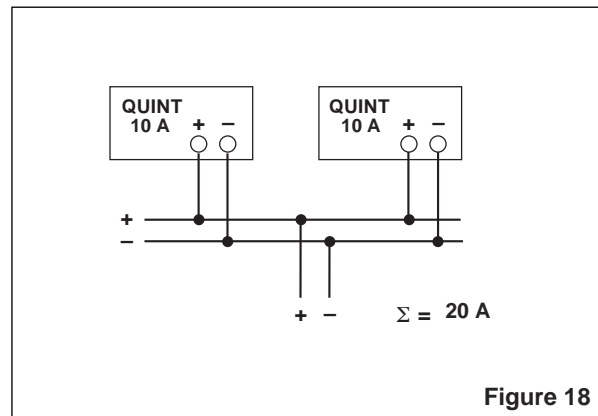 QUINT
10 A + –
QUINT
10 A + –
+
–
+ – Σ = 20 A
Figure 18